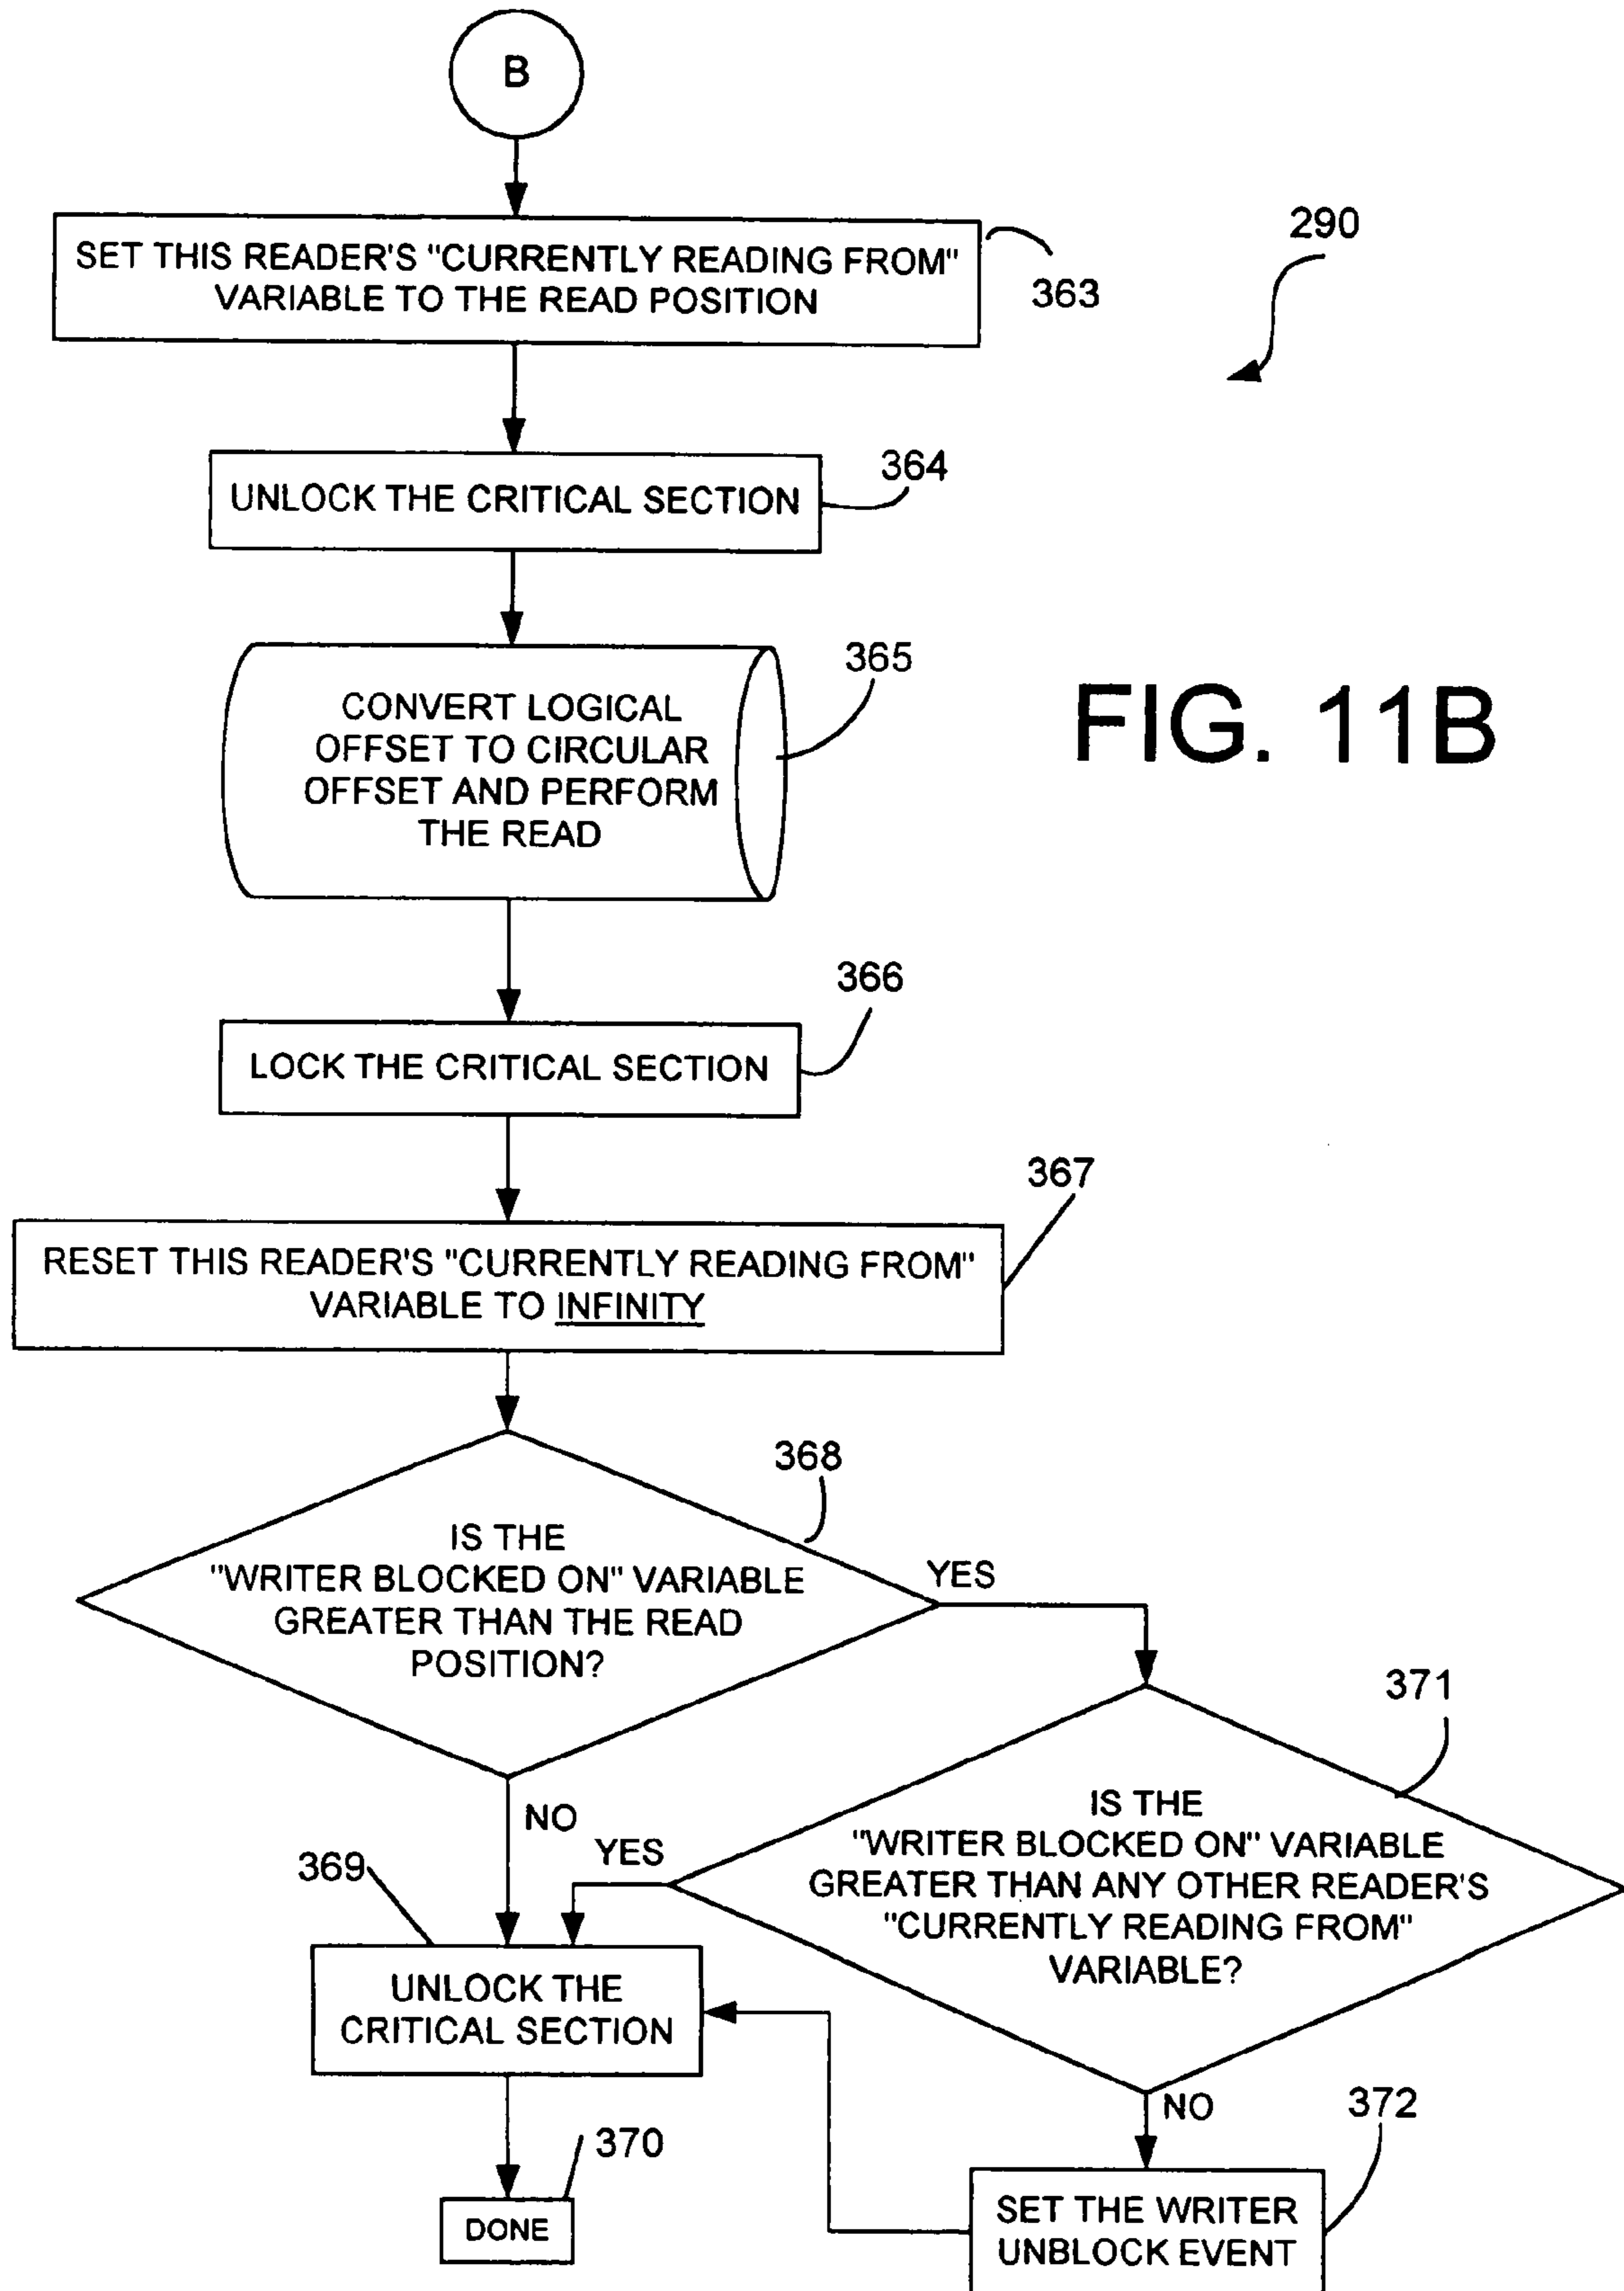 B
SET THIS READER'S "CURRENTLY READING FROM"
VARIABLE TO THE READ POSITION
363
290
UNLOCK THE CRITICAL SECTION
364
CONVERT LOGICAL
OFFSET TO CIRCULAR
OFFSET AND PERFORM
THE READ
365
FIG. 11B
LOCK THE CRITICAL SECTION
366
RESET THIS READER'S "CURRENTLY READING FROM"
VARIABLE TO INFINITY
367
IS THE
"WRITER BLOCKED ON" VARIABLE
GREATER THAN THE READ
POSITION?
368
YES
NO
IS THE
"WRITER BLOCKED ON" VARIABLE
GREATER THAN ANY OTHER READER'S
"CURRENTLY READING FROM"
VARIABLE?
371
YES
NO
369
UNLOCK THE
CRITICAL SECTION
370
DONE
372
SET THE WRITER
UNBLOCK EVENT